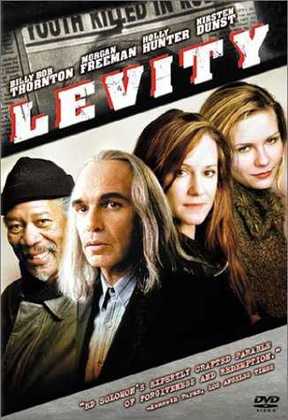 YOUTH KILLED IN ROB
BILLY BOB
THORNTON
MORGAN
FREEMAN
HOLLY
HUNTER
KIRSTEN
DUNST
LEVITY
"ED SOLOMON'S EXPERTLY CRAFTED PARABLE
OF FORGIVENESS AND REDEMPTION."
LOS ANGELES TIMES
DVD
VIDEO